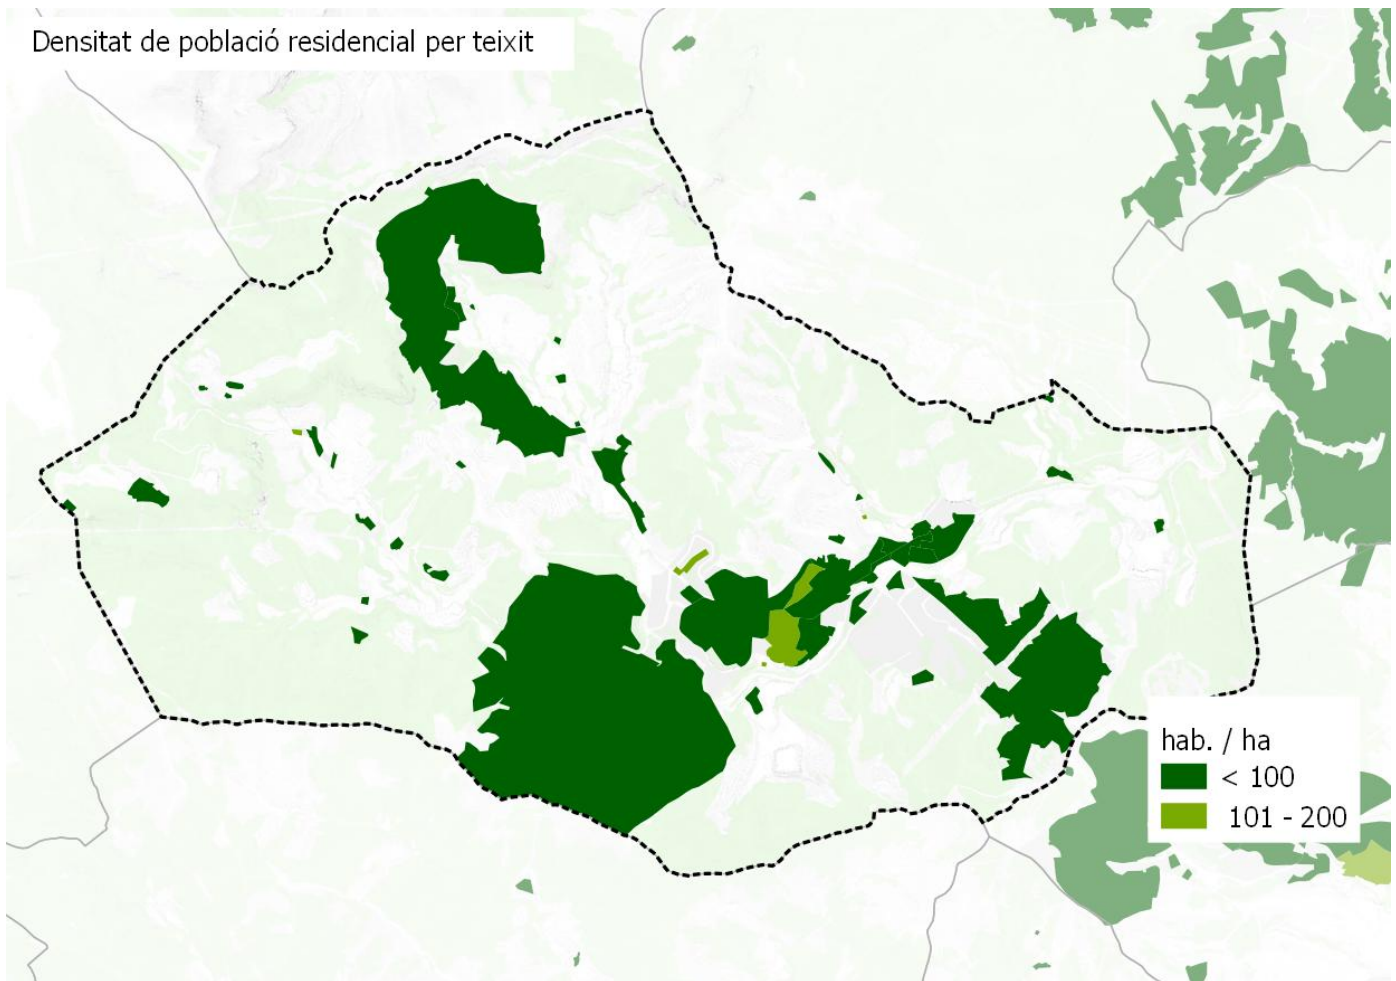 Densitat de població residencial per teixit
hab. / ha
< 100
101 - 200